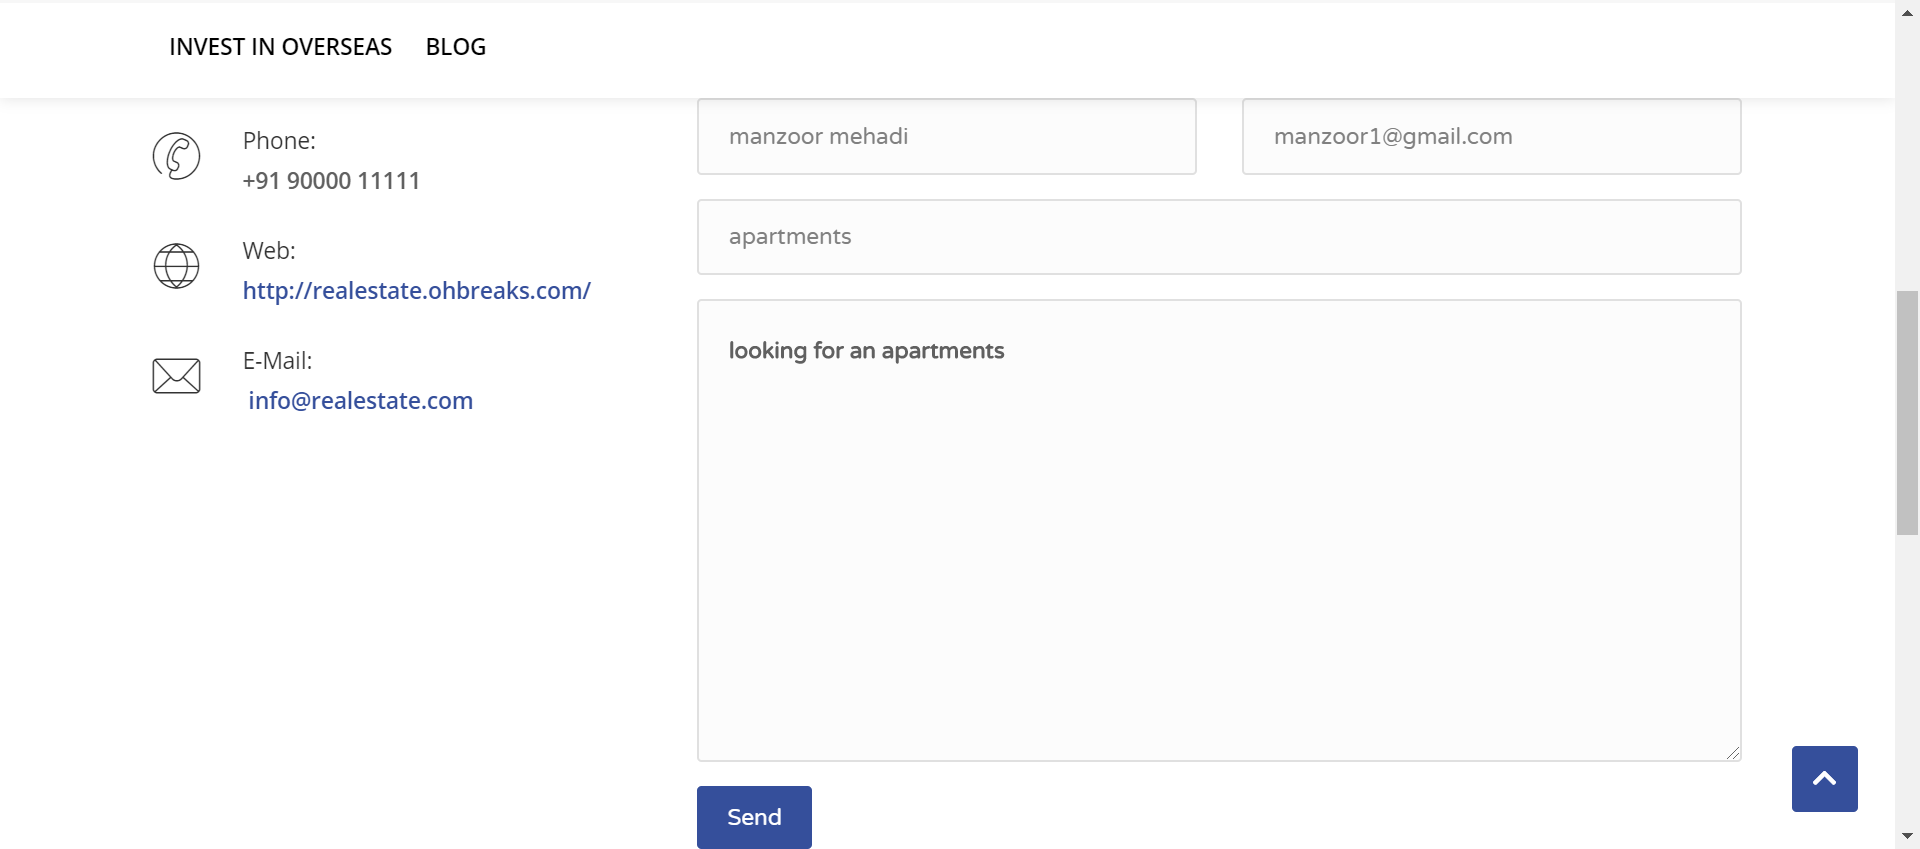 INVEST IN OVERSEAS BLOG
Phone:
+91 90000 11111
Web:
http://realestate.ohbreaks.com/
E-Mail:
info@realestate.com
manzoor mehadi
manzoor1@gmail.com
apartments
looking for an apartments
Send